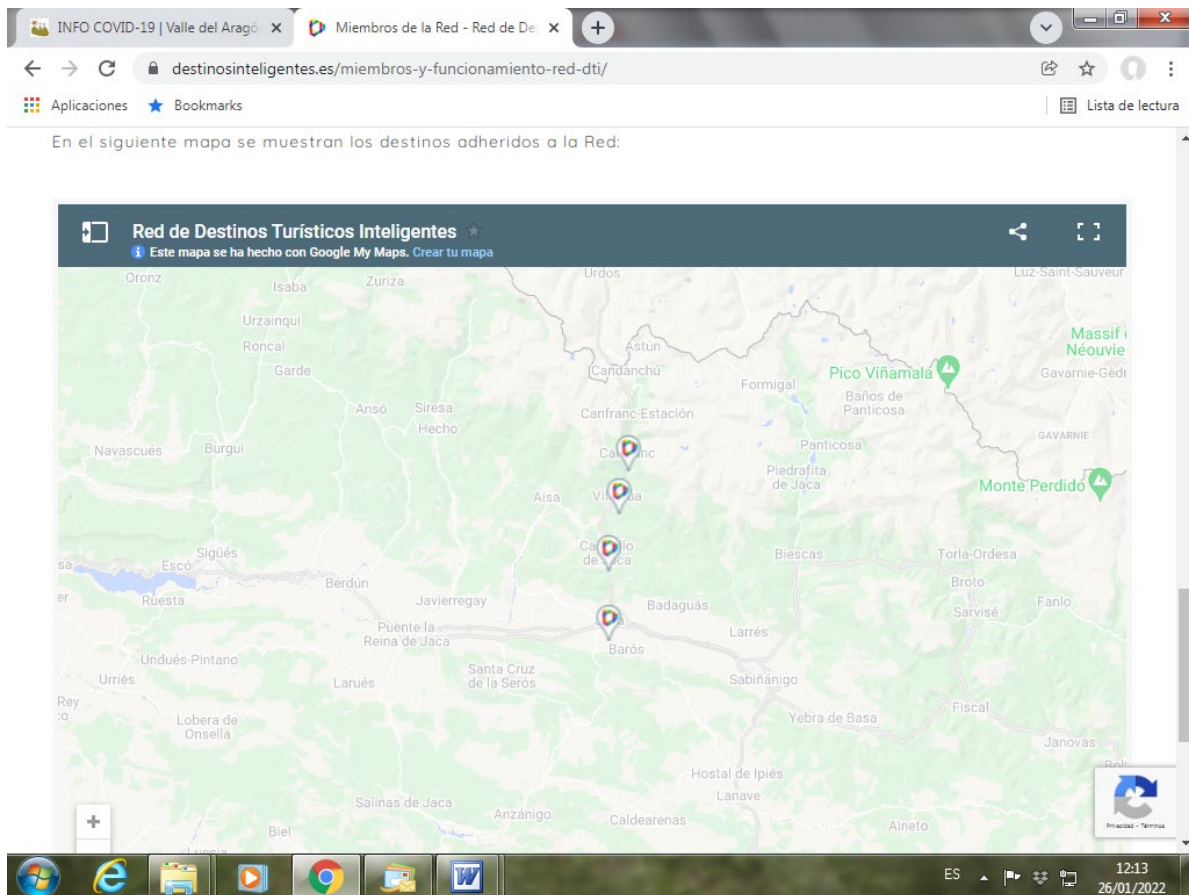 INFO COVID-19 | Valle del Aragó
Miembros de la Red - Red de De
destinosinteligentes.es/miembros-y-funcionamiento-red-dti/
Aplicaciones
Bookmarks
Lista de lectura
En el siguiente mapa se muestran los destinos adheridos a la Red:
Red de Destinos Turísticos Inteligentes
Este mapa se ha hecho con Google My Maps. Crear tu mapa
Oronz
Isaba
Zuriza
Urdos
Luz-Saint-Sauveur
Urzainqui
Roncal
Garde
Astún
Candanchú
Massif
Néouvie
Formigal
Pico Viñamala
Gavarnie-Gèdr
Baños de
Panticosa
Ansó
Siresa
Hecho
Canfranc-Estación
Navascués
Burgui
Panticosa
GAVARNIE
Piedrafita
de Jaca
Monte Perdido
Aisa
Sigüés
Escó
Biescas
Torla-Ordesa
Berdún
Broto
Ruesta
Javierregay
Badaguás
Sarvisé
Fanlo
Puente la
Reina de Jaca
Larrés
Barós
Undués-Pintano
Urriés
Larués
Santa Cruz
de la Serós
Sabiñánigo
Rey
Lobera de
Onsella
Yebra de Basa
Fiscal
Janovas
Hostal de Ipiés
Lanave
Salinas de Jaca
Anzánigo
Caldearenas
Aineto
Biel
Privacidad - Términos
ES
12:13
26/01/2022